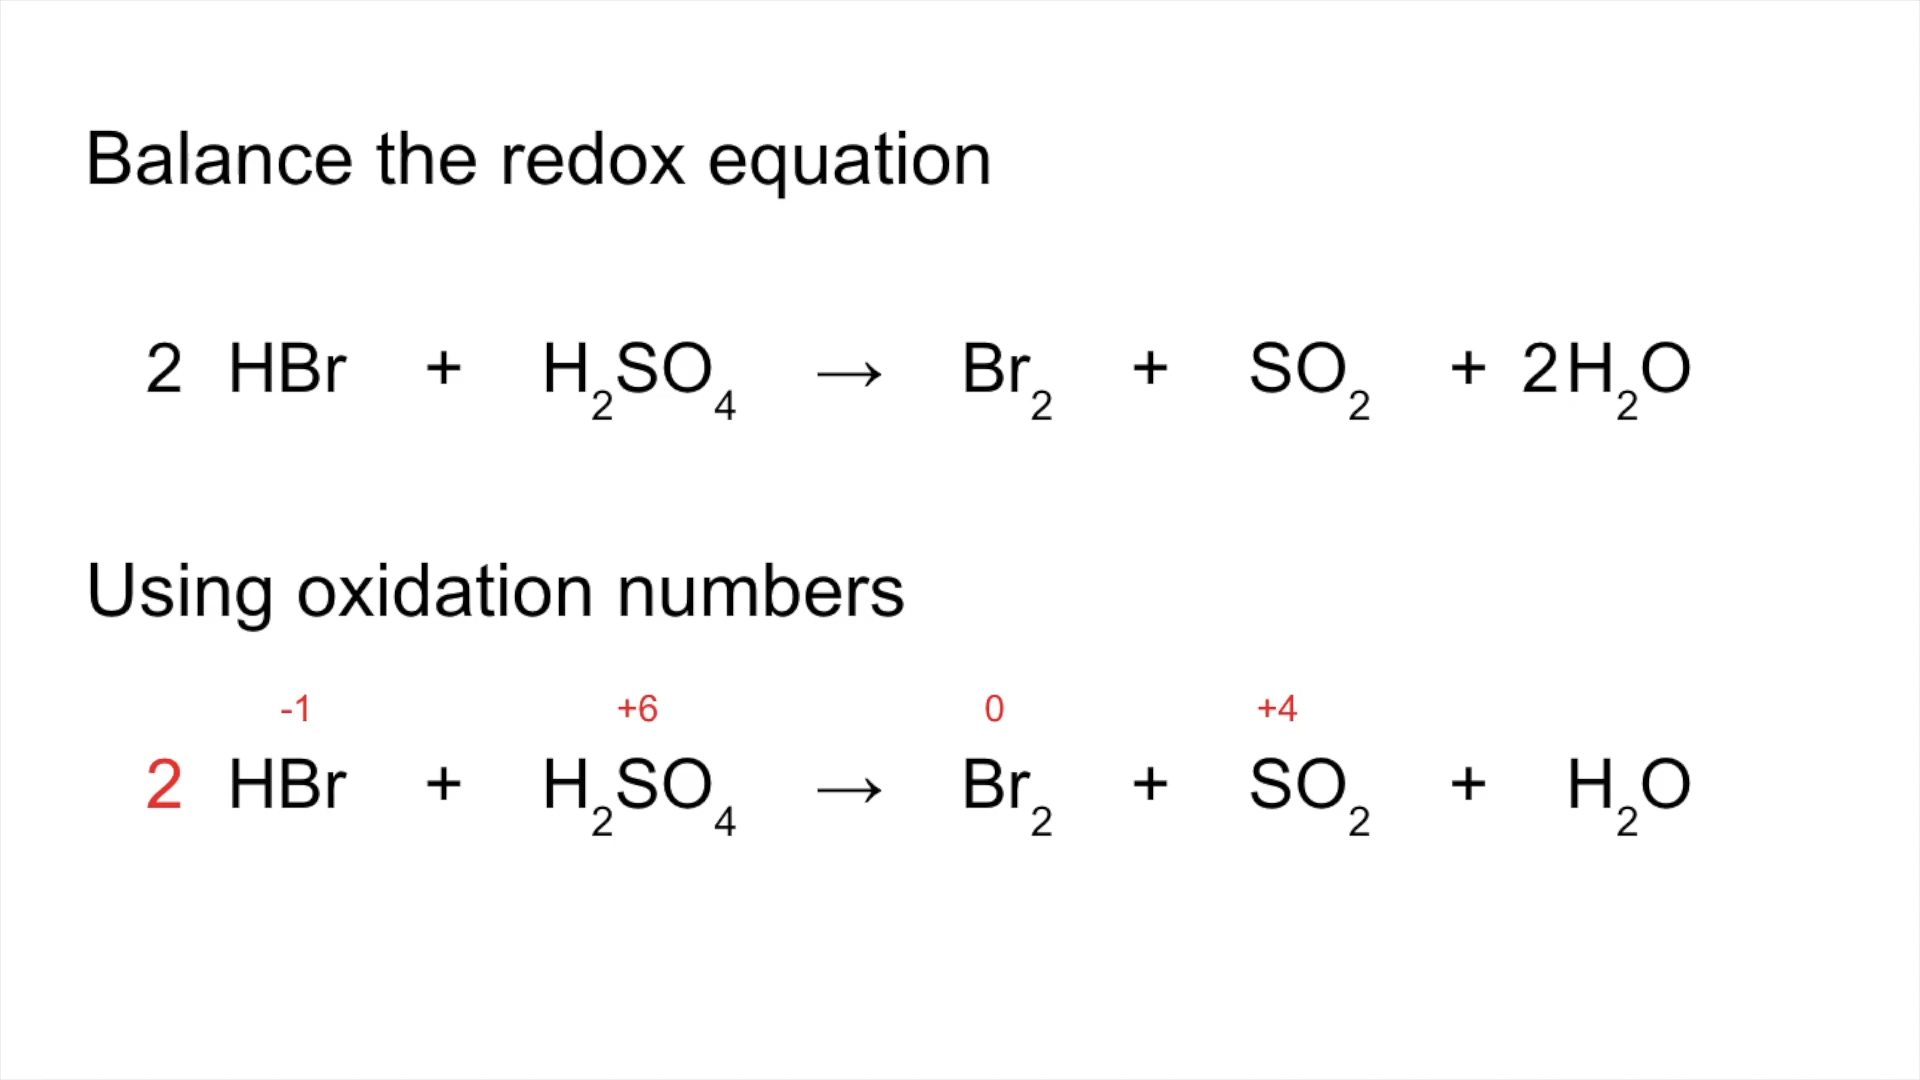 Balance the redox equation
2 HBr + H₂SO₄ → Br₂ + SO₂ + 2H₂O
Using oxidation numbers
-1 +6 0 +4
2 HBr + H₂SO₄ → Br₂ + SO₂ + H₂O